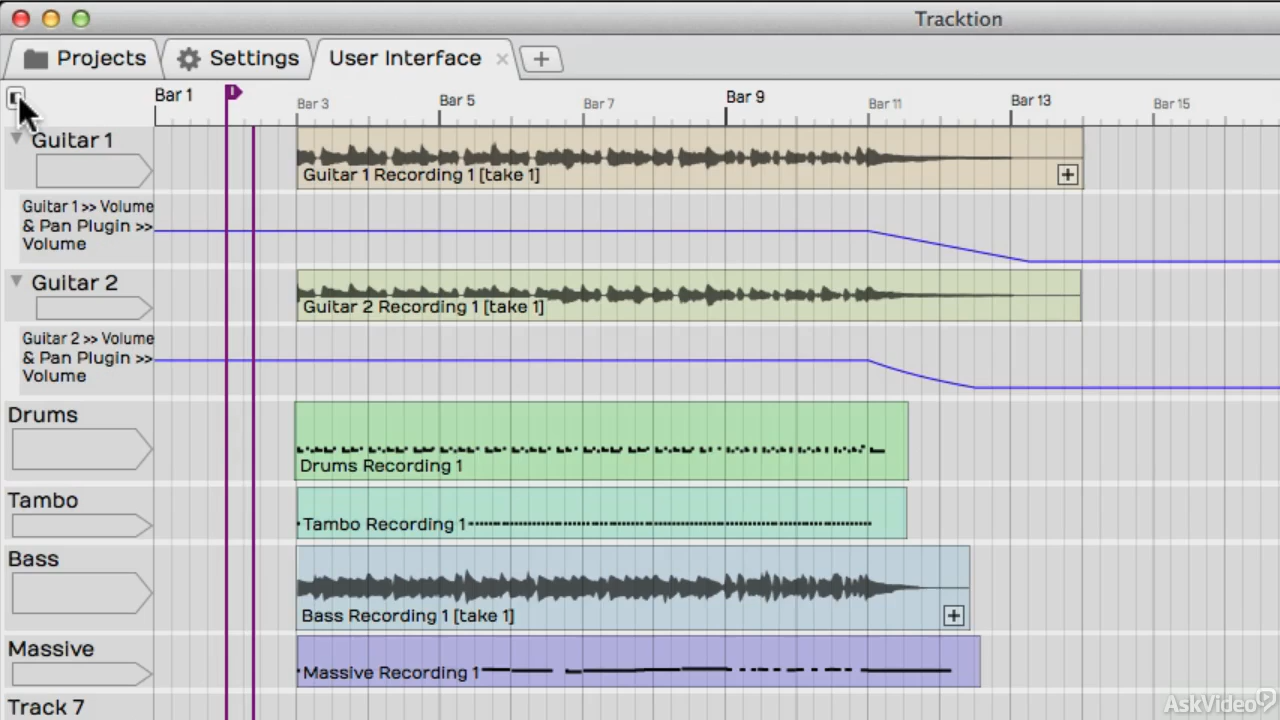 Tracktion
Projects
Settings
User Interface
Bar 1
Bar 3
Bar 5
Bar 7
Bar 9
Bar 11
Bar 13
Bar 15
Guitar 1
Guitar 1 Recording 1 [take 1]
Guitar 1 >> Volume
& Pan Plugin >>
Volume
Guitar 2
Guitar 2 Recording 1 [take 1]
Guitar 2 >> Volume
& Pan Plugin >>
Volume
Drums
Drums Recording 1
Tambo
Tambo Recording 1
Bass
Bass Recording 1 [take 1]
Massive
Massive Recording 1
Track 7
AskVideo